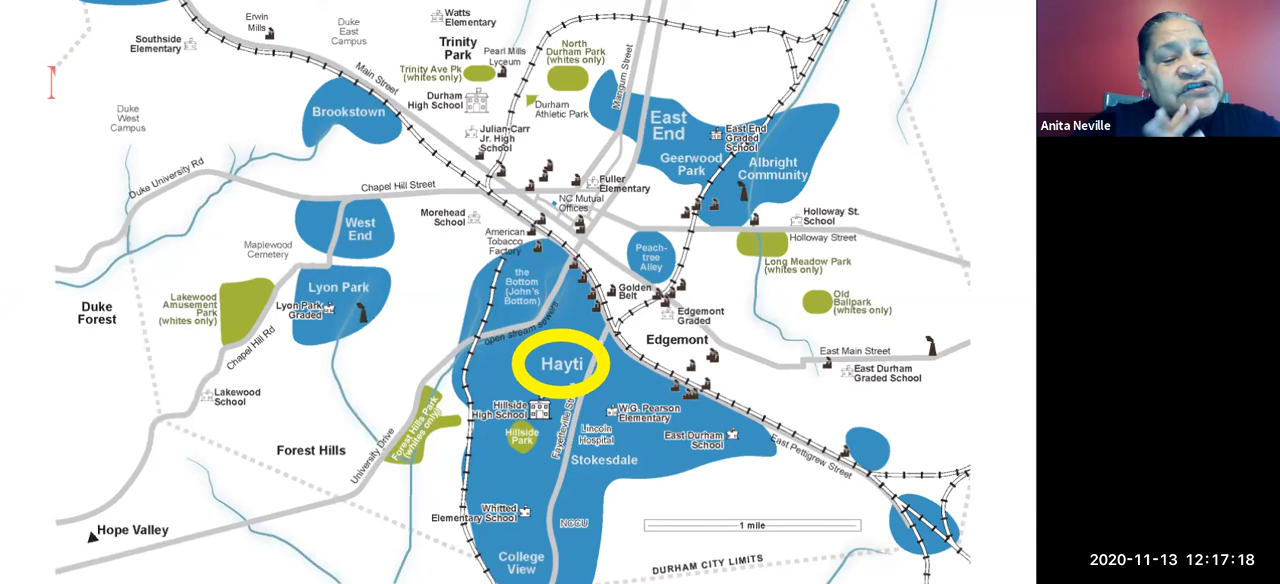 Erwin
Mills
Duke
East
Campus
Watts
Elementary
Southside
Elementary
Trinity
Park
Pearl Mills
Lyceum
North
Durham Park
(whites only)
Trinity Ave Pk
(whites only)
Main Street
Mangum Street
Durham
High School
Durham
Athletic Park
Duke
West
Campus
Brookstown
Julian-Carr
Jr. High
School
East
End
East End
Graded
School
Geerwood
Park
Albright
Community
Duke University Rd
Chapel Hill Street
Fuller
Elementary
NC Mutual
Offices
Morehead
School
Holloway St.
School
Holloway Street
West
End
Maplewood
Cemetery
American
Tobacco
Factory
Peach-
tree
Alley
Long Meadow Park
(whites only)
the
Bottom
(John's
Bottom)
Lyon Park
Lyon Park
Graded
Lakewood
Amusement
Park
(whites only)
Duke
Forest
Golden
Belt
Edgemont
Graded
Old
Ballpark
(whites only)
open stream sewers
Edgemont
Chapel Hill Rd
East Main Street
East Durham
Graded School
Hayti
Lakewood
School
Hillside
High School
W.G. Pearson
Elementary
Forest Hills Park
(whites only)
Fayetteville Str
Hillside
Park
Lincoln
Hospital
East Durham
School
East Pettigrew Street
Forest Hills
University Drive
Stokesdale
Whitted
Elementary School
NCCU
1 mile
Hope Valley
College
View
DURHAM CITY LIMITS
Anita Neville
2020-11-13 12:17:18